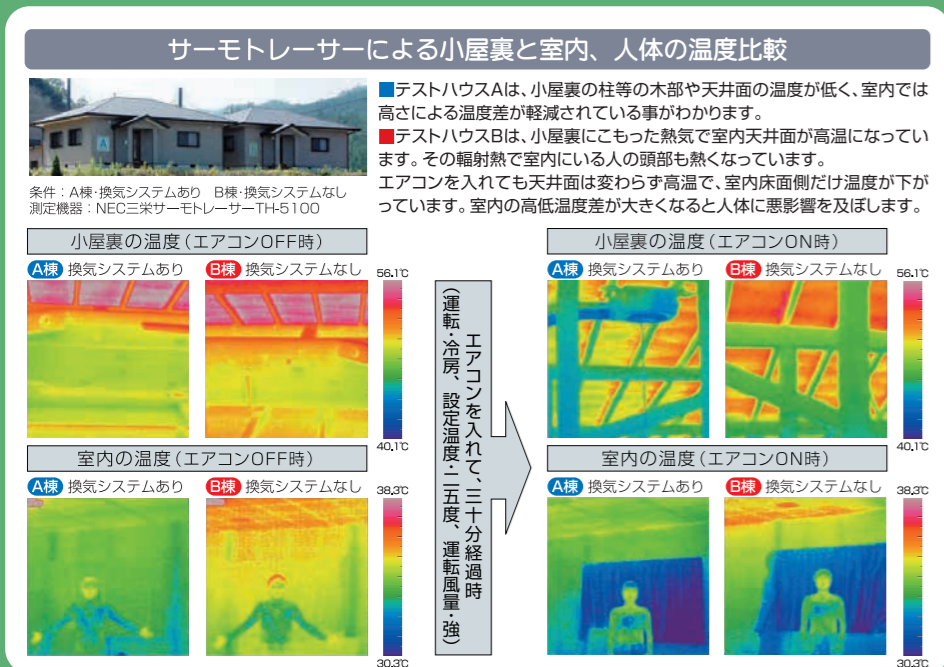 サーモトレーサーによる小屋裏と室内、人体の温度比較
■テストハウスAは、小屋裏の柱等の木部や天井面の温度が低く、室内では
高さによる温度差が軽減されている事がわかります。
■テストハウスBは、小屋裏にこもった熱気で室内天井面が高温になってい
ます。その輻射熱で室内にいる人の頭部も熱くなっています。
エアコンを入れても天井面は変わらず高温で、室内床面側だけ温度が下が
っています。室内の高低温度差が大きくなると人体に悪影響を及ぼします。
A
条件：A棟・換気システムあり　B棟・換気システムなし
測定機器：NEC三栄サーモトレーサーTH-5100
小屋裏の温度（エアコンOFF時）
A棟 換気システムあり
B棟 換気システムなし
56.1℃
40.1℃
室内の温度（エアコンOFF時）
A棟 換気システムあり
B棟 換気システムなし
38.3℃
30.3℃
エアコンを入れて、三十分経過時
（運転・冷房、設定温度・二五度、運転風量・強）
小屋裏の温度（エアコンON時）
A棟 換気システムあり
B棟 換気システムなし
56.1℃
40.1℃
室内の温度（エアコンON時）
A棟 換気システムあり
B棟 換気システムなし
38.3℃
30.3℃